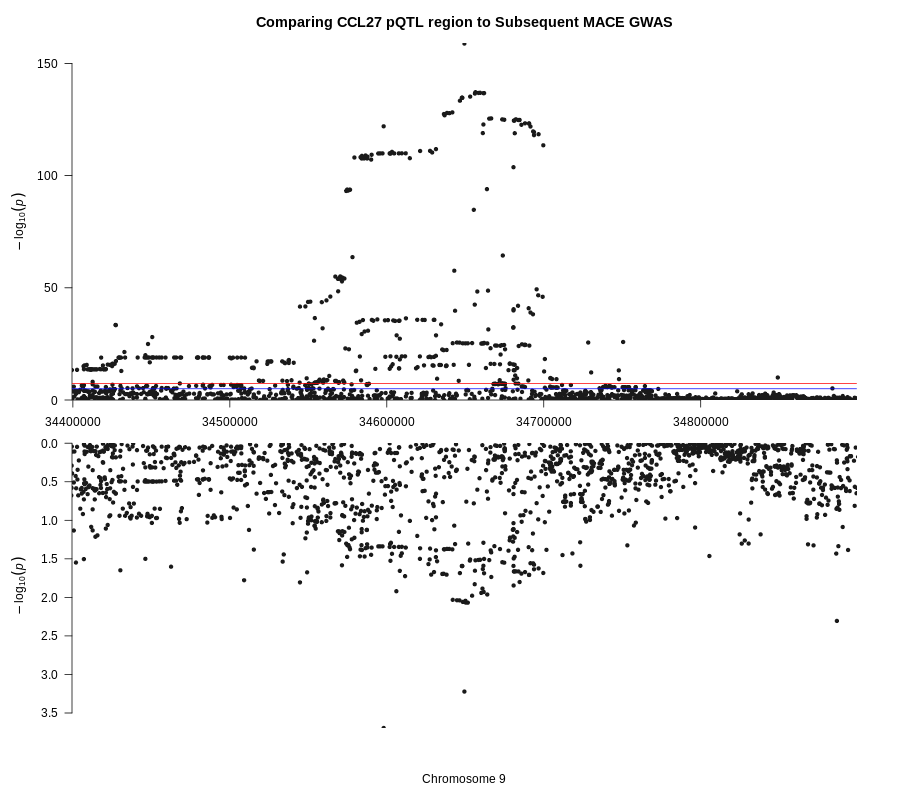 Comparing CCL27 pQTL region to Subsequent MACE GWAS
150
100
50
0
− log10(p)
34400000 34500000 34600000 34700000 34800000
0.0
0.5
1.0
1.5
2.0
2.5
3.0
3.5
− log10(p)
Chromosome 9